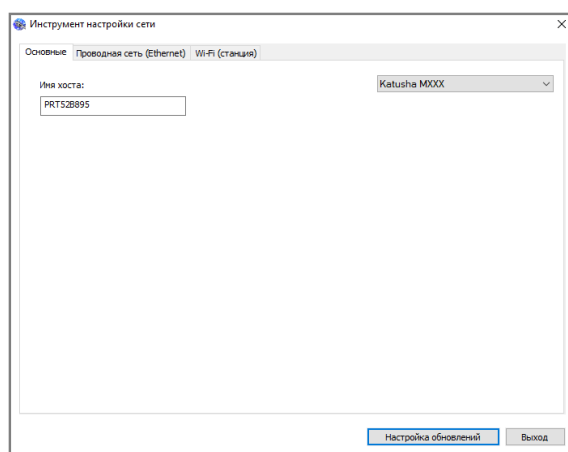 Инструмент настройки сети
Основные Проводная сеть (Ethernet) Wi-Fi (станция)
Имя хоста:
Katusha MXXX
PRT52B895
Настройка обновлений Выход